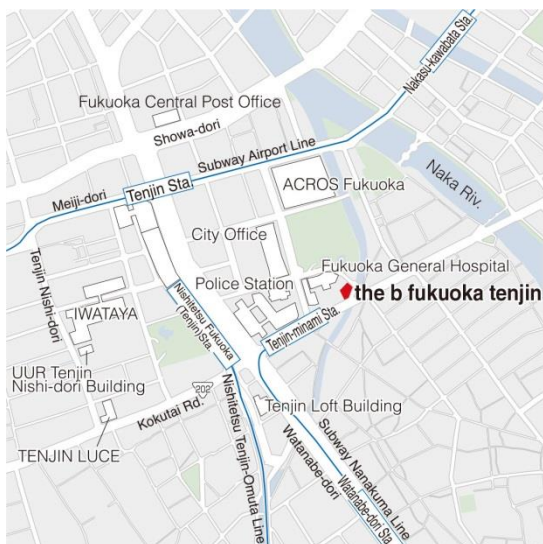 Nakasu-kawabata Sta.
Fukuoka Central Post Office
Showa-dori
Subway Airport Line
Naka Riv.
Meiji-dori
Tenjin Sta
ACROS Fukuoka
City Office
Tenjin Nishi-dori
Police Station
Fukuoka General Hospital
the b fukuoka tenjin
Nishitetsu Fukuoka
(Tenjin)Sta.
Tenjin-minami Sta.
IWATAYA
UUR Tenjin
Nishi-dori Building
202
Kokutai Rd.
Tenjin Loft Building
TENJIN LUCE
Nishitetsu Tenjin-Omuta Line
Watanabe-dori
Subway Nanakuma Line
Watanabe-dori Sta.